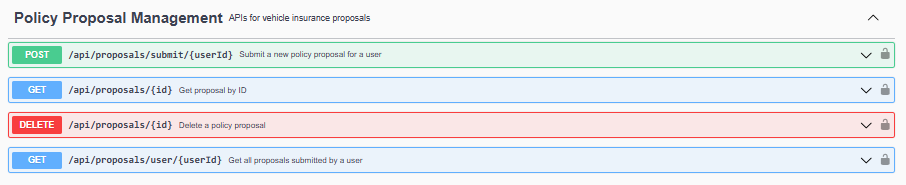 Policy Proposal Management APIs for vehicle insurance proposals
POST /api/proposals/submit/{userId} Submit a new policy proposal for a user
GET /api/proposals/{id} Get proposal by ID
DELETE /api/proposals/{id} Delete a policy proposal
GET /api/proposals/user/{userId} Get all proposals submitted by a user